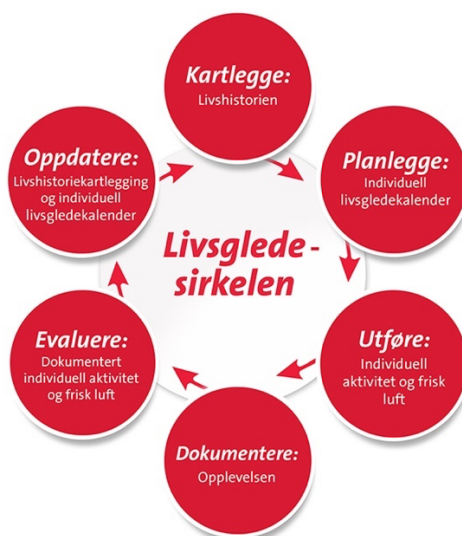 Kartlegge:
Livshistorien
Planlegge:
Individuell
livsgledekalender
Utføre:
Individuell
aktivitet og frisk
luft
Dokumentere:
Opplevelsen
Evaluere:
Dokumentert
individuell aktivitet
og frisk luft
Oppdatere:
Livshistoriekartlegging
og individuell
livsgledekalender
Livsglede-
sirkelen